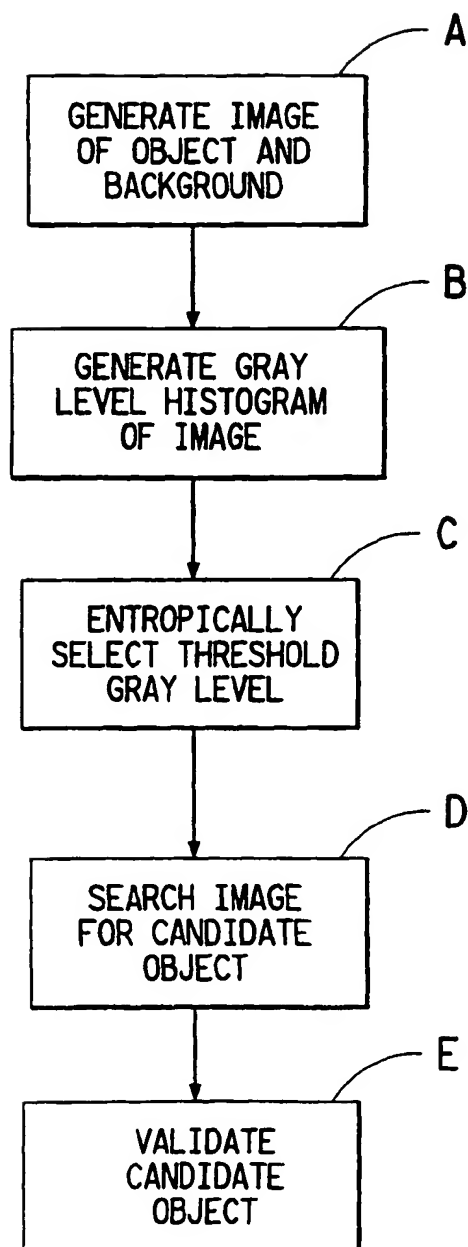 A
GENERATE IMAGE
OF OBJECT AND
BACKGROUND
B
GENERATE GRAY
LEVEL HISTOGRAM
OF IMAGE
C
ENTROPICALLY
SELECT THRESHOLD
GRAY LEVEL
D
SEARCH IMAGE
FOR CANDIDATE
OBJECT
E
VALIDATE
CANDIDATE
OBJECT